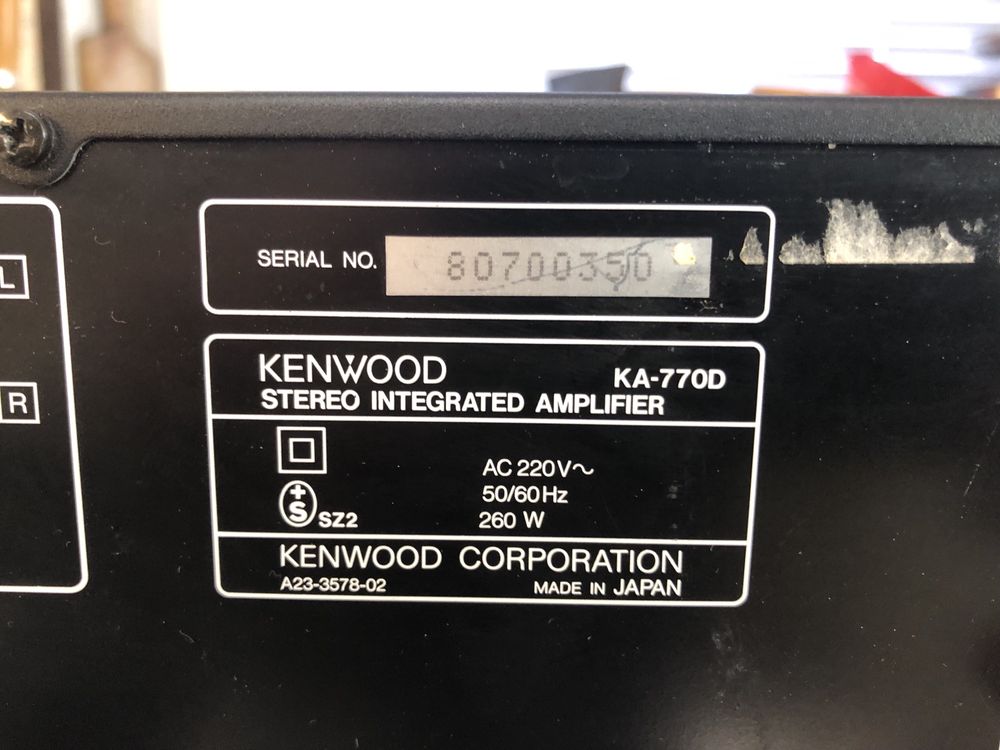 L
R
SERIAL NO. 80700350
KENWOOD KA-770D
STEREO INTEGRATED AMPLIFIER
AC 220V~
50/60Hz
+S SZ2 260 W
KENWOOD CORPORATION
A23-3578-02 MADE IN JAPAN